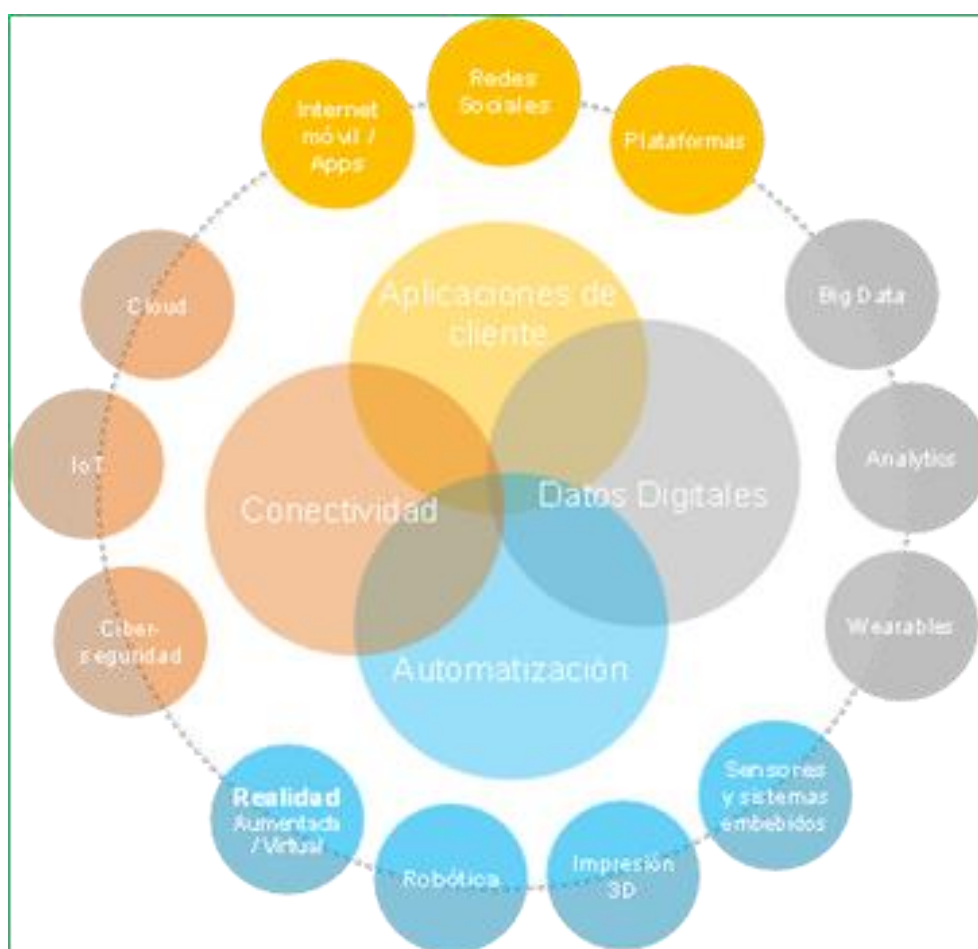 Redes
Sociales
Internet
móvil /
Apps
Plataformas
Aplicaciones de
cliente
Cloud
Big Data
IoT
Analytics
Conectividad
Datos Digitales
Ciber-
seguridad
Wearables
Automatización
Realidad
Aumentada
/ Virtual
Robótica
Impresión
3D
Sensores
y sistemas
embebidos